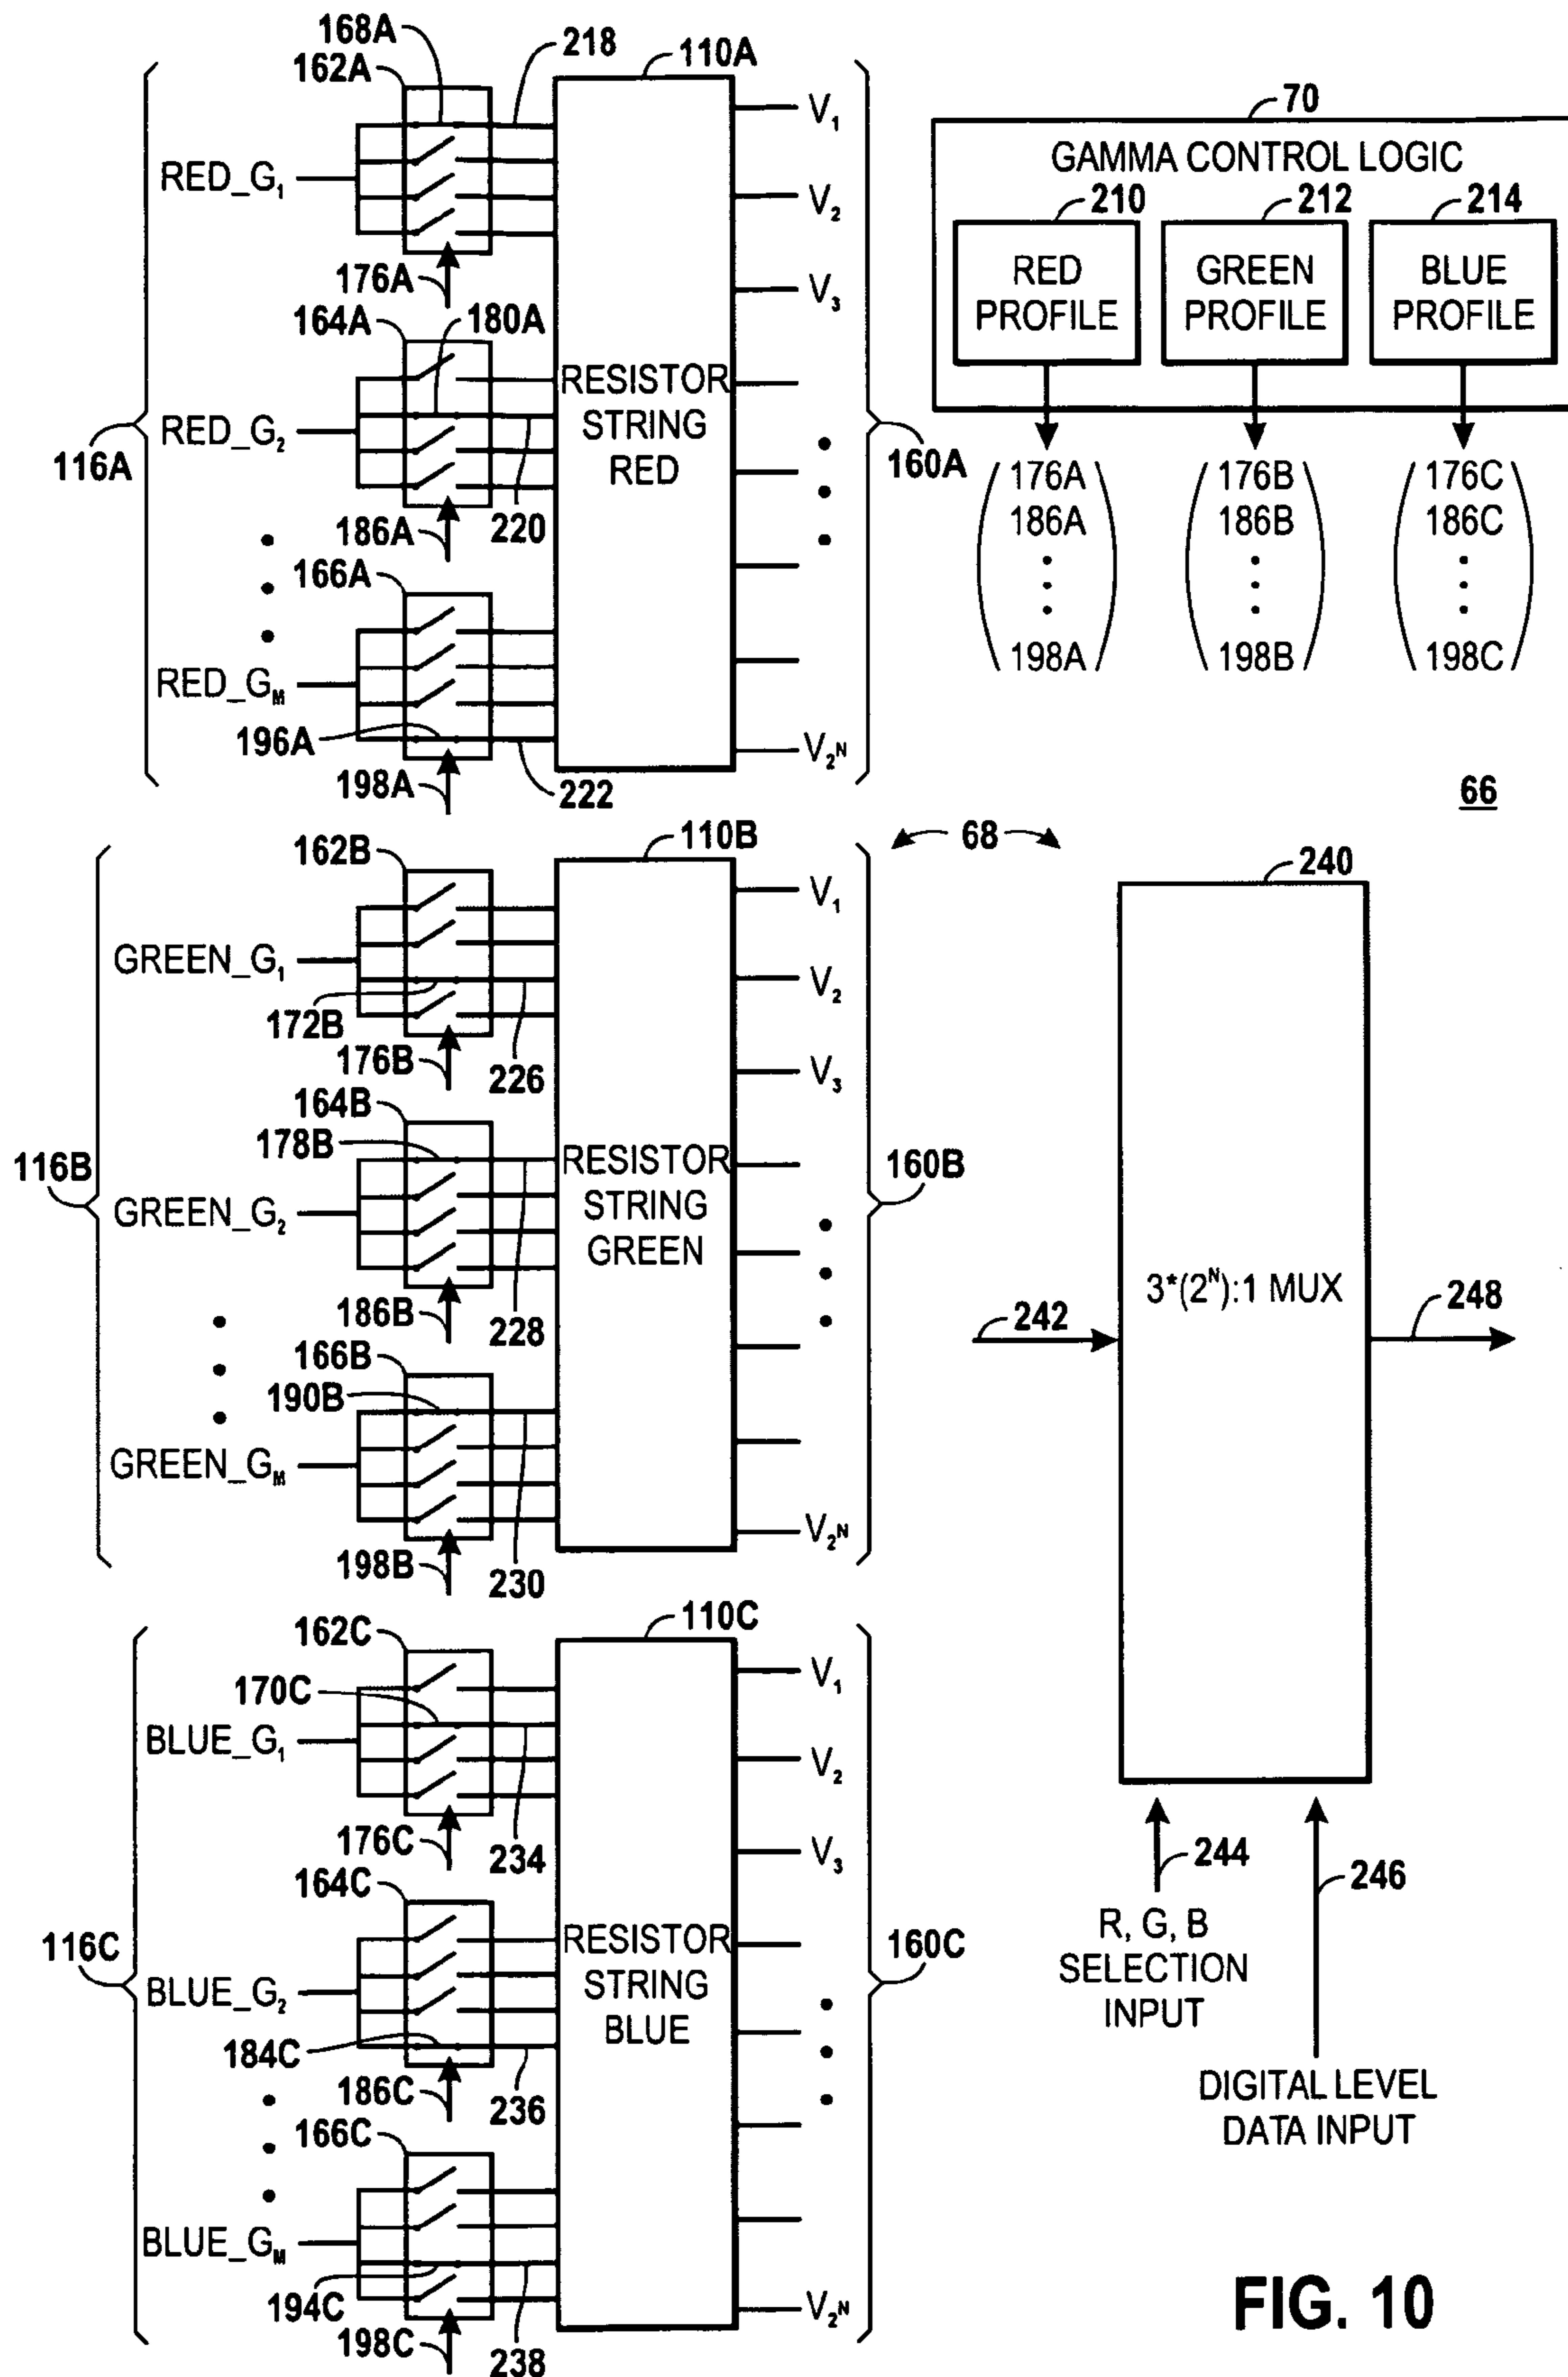 168A
162A
218
110A
RED_G₁
V₁
V₂
V₃
176A
164A
180A
RESISTOR
STRING
RED
116A
RED_G₂
160A
186A
220
166A
RED_Gᴍ
196A
198A
222
V₂ᴺ
70
GAMMA CONTROL LOGIC
210 212 214
RED
PROFILE
GREEN
PROFILE
BLUE
PROFILE
176A 176B 176C
186A 186B 186C
198A 198B 198C
66
68
162B
110B
GREEN_G₁
V₁
V₂
V₃
172B
176B
226
164B
178B
RESISTOR
STRING
GREEN
116B
GREEN_G₂
160B
186B
228
166B
190B
GREEN_Gᴍ
198B
230
V₂ᴺ
240
3*(2ᴺ):1 MUX
242
248
244
R, G, B
SELECTION
INPUT
246
DIGITAL LEVEL
DATA INPUT
162C
110C
170C
BLUE_G₁
V₁
V₂
V₃
176C
234
164C
RESISTOR
STRING
BLUE
116C
BLUE_G₂
160C
184C
186C
236
166C
BLUE_Gᴍ
194C
198C
238
V₂ᴺ
FIG. 10